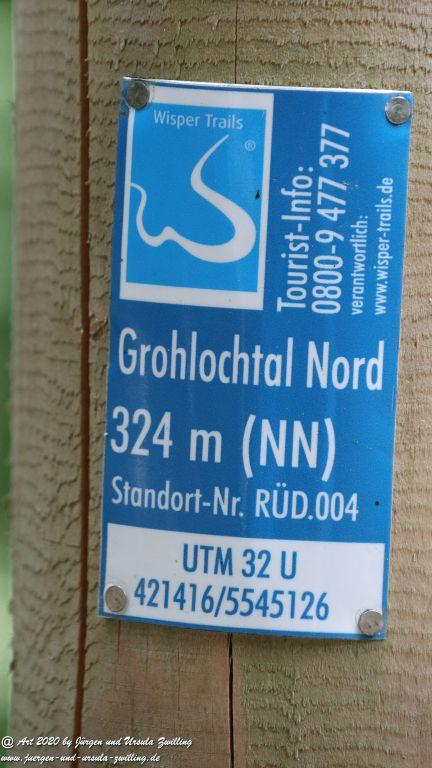 Wisper Trails
®
Tourist-Info:
0800-9 477 377
verantwortlich:
www.wisper-trails.de
Grohlochtal Nord
324 m (NN)
Standort-Nr. RÜD.004
UTM 32 U
421416/5545126
@ Art 2020 by Jürgen und Ursula Zwilling
www.juergen-und-ursula-zwilling.de